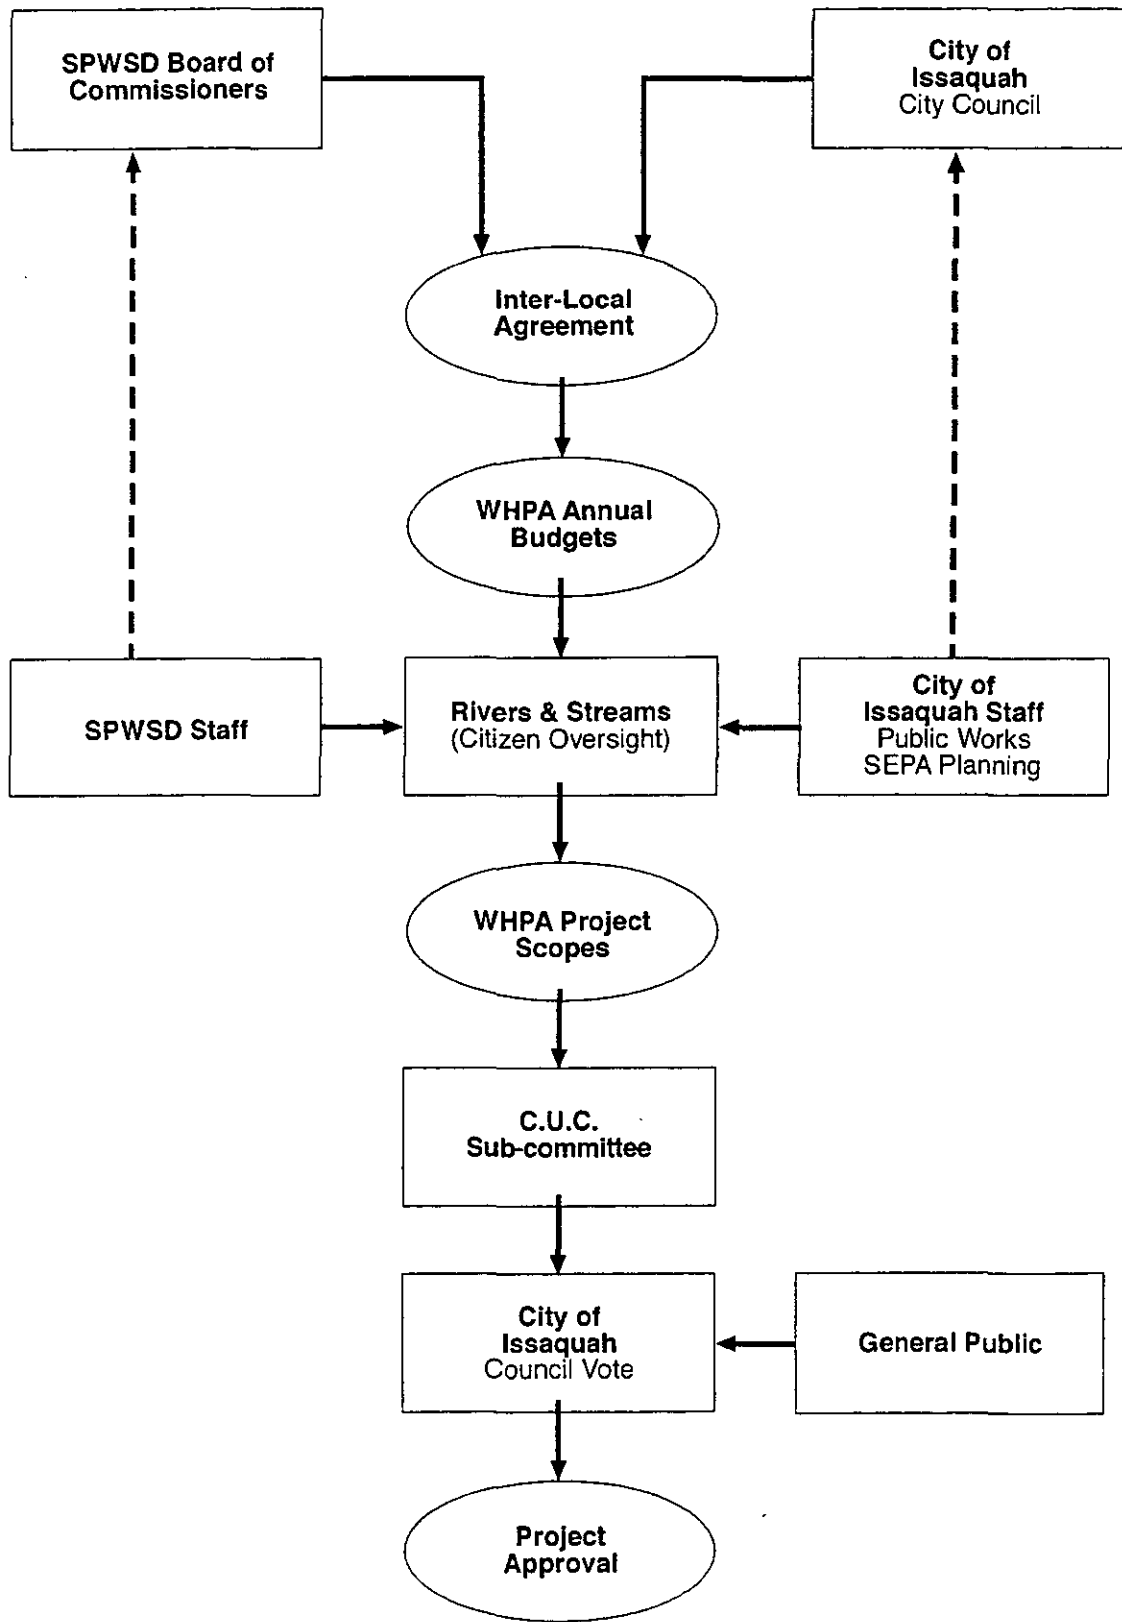 SPWSD Board of
Commissioners
City of
Issaquah
City Council
Inter-Local
Agreement
WHPA Annual
Budgets
SPWSD Staff
Rivers & Streams
(Citizen Oversight)
City of
Issaquah Staff
Public Works
SEPA Planning
WHPA Project
Scopes
C.U.C.
Sub-committee
City of
Issaquah
Council Vote
General Public
Project
Approval